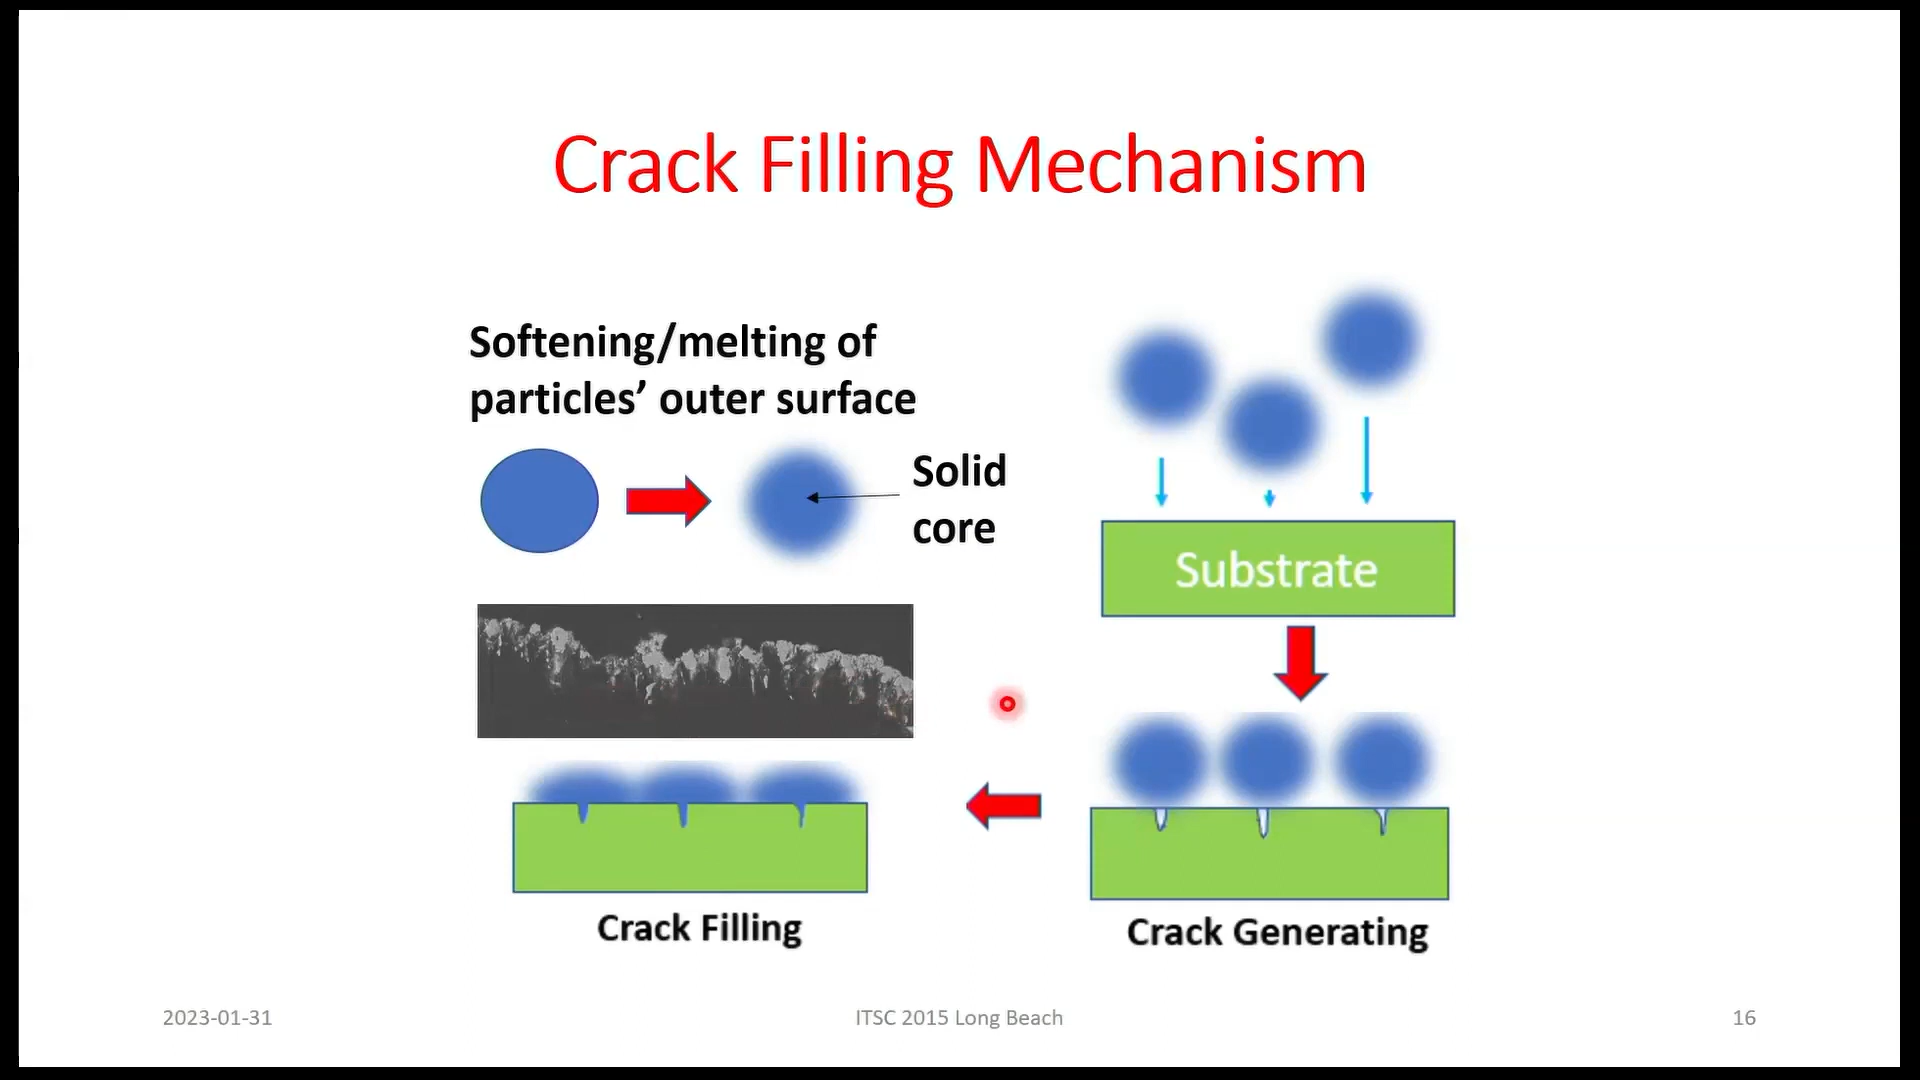 Crack Filling Mechanism
Softening/melting of
particles’ outer surface
Solid
core
Substrate
Crack Filling
Crack Generating
2023-01-31
ITSC 2015 Long Beach
16